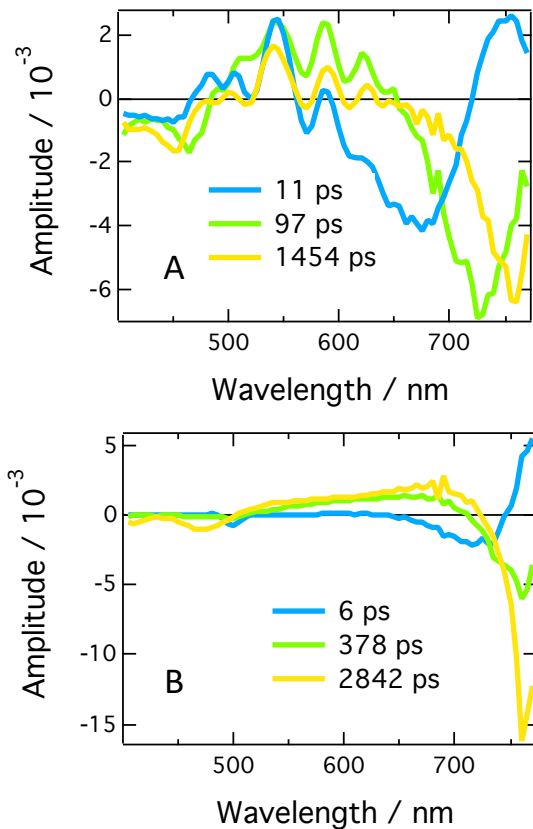 2
0
-2
-4
-6
Amplitude / 10⁻³
11 ps
97 ps
1454 ps
A
500
600
700
Wavelength / nm
5
0
-5
-10
-15
Amplitude / 10⁻³
6 ps
378 ps
2842 ps
B
500
600
700
Wavelength / nm